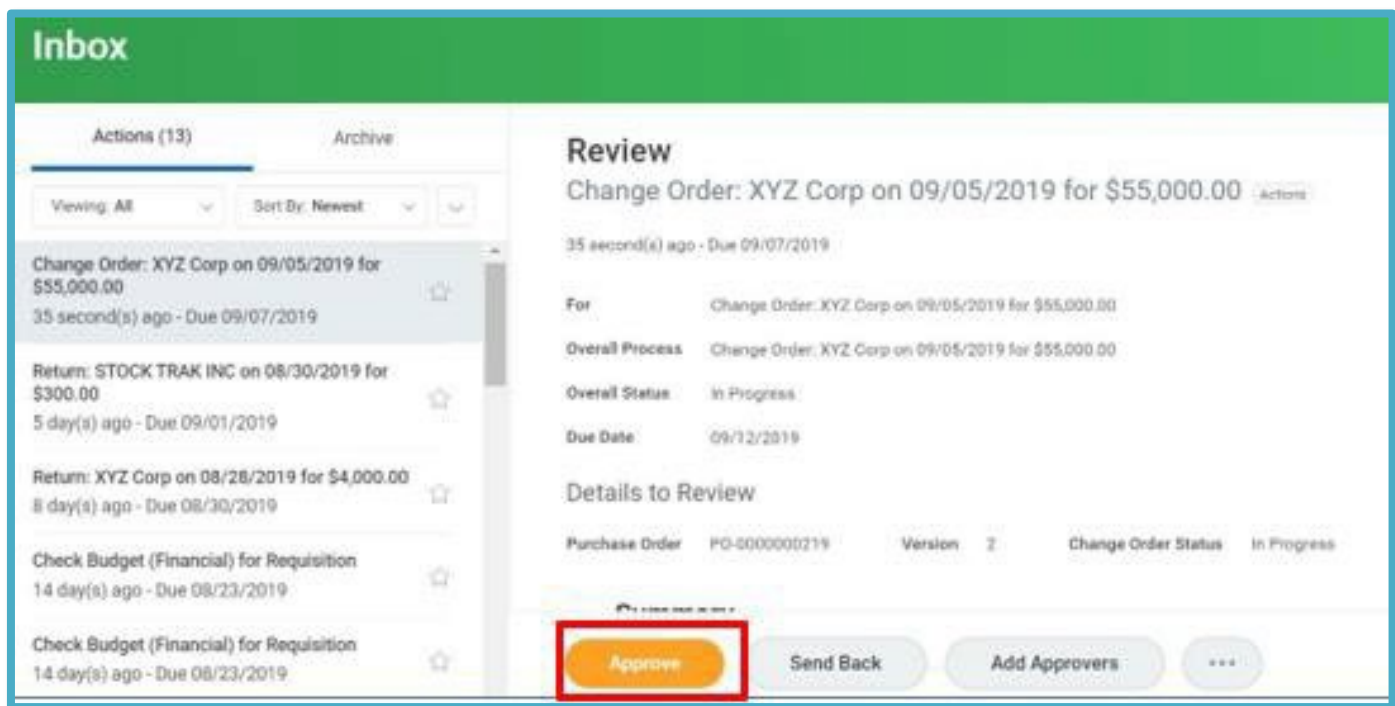 Inbox
Actions (13)
Archive
Viewing: All
Sort By: Newest
Change Order: XYZ Corp on 09/05/2019 for
$55,000.00
35 second(s) ago - Due 09/07/2019
Return: STOCK TRAK INC on 08/30/2019 for
$300.00
5 day(s) ago - Due 09/01/2019
Return: XYZ Corp on 08/28/2019 for $4,000.00
8 day(s) ago - Due 08/30/2019
Check Budget (Financial) for Requisition
14 day(s) ago - Due 08/23/2019
Check Budget (Financial) for Requisition
14 day(s) ago - Due 08/23/2019
Review
Change Order: XYZ Corp on 09/05/2019 for $55,000.00 Actions
35 second(s) ago - Due 09/07/2019
For Change Order: XYZ Corp on 09/05/2019 for $55,000.00
Overall Process Change Order: XYZ Corp on 09/05/2019 for $55,000.00
Overall Status In Progress
Due Date 09/12/2019
Details to Review
Purchase Order PO-0000000219 Version 2 Change Order Status In Progress
Summary
Approve Send Back Add Approvers ...